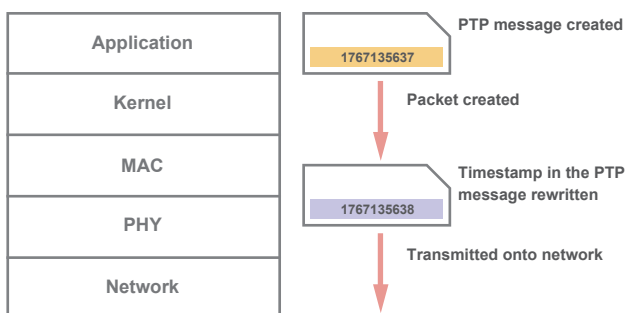 Application
Kernel
MAC
PHY
Network
PTP message created
1767135637
Packet created
Timestamp in the PTP
message rewritten
1767135638
Transmitted onto network